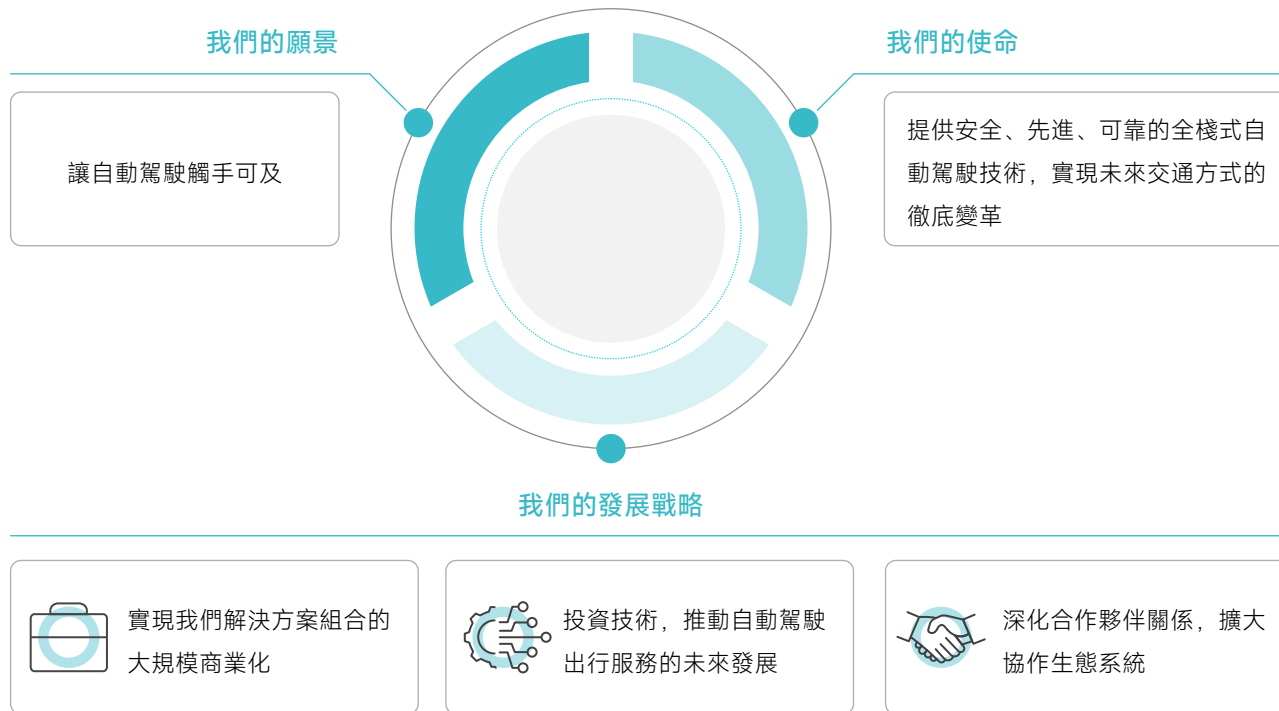 我們的願景
我們的使命
讓自動駕駛觸手可及
提供安全、先進、可靠的全棧式自
動駕駛技術，實現未來交通方式的
徹底變革
我們的發展戰略
實現我們解決方案組合的
大規模商業化
投資技術，推動自動駕駛
出行服務的未來發展
深化合作夥伴關係，擴大
協作生態系統